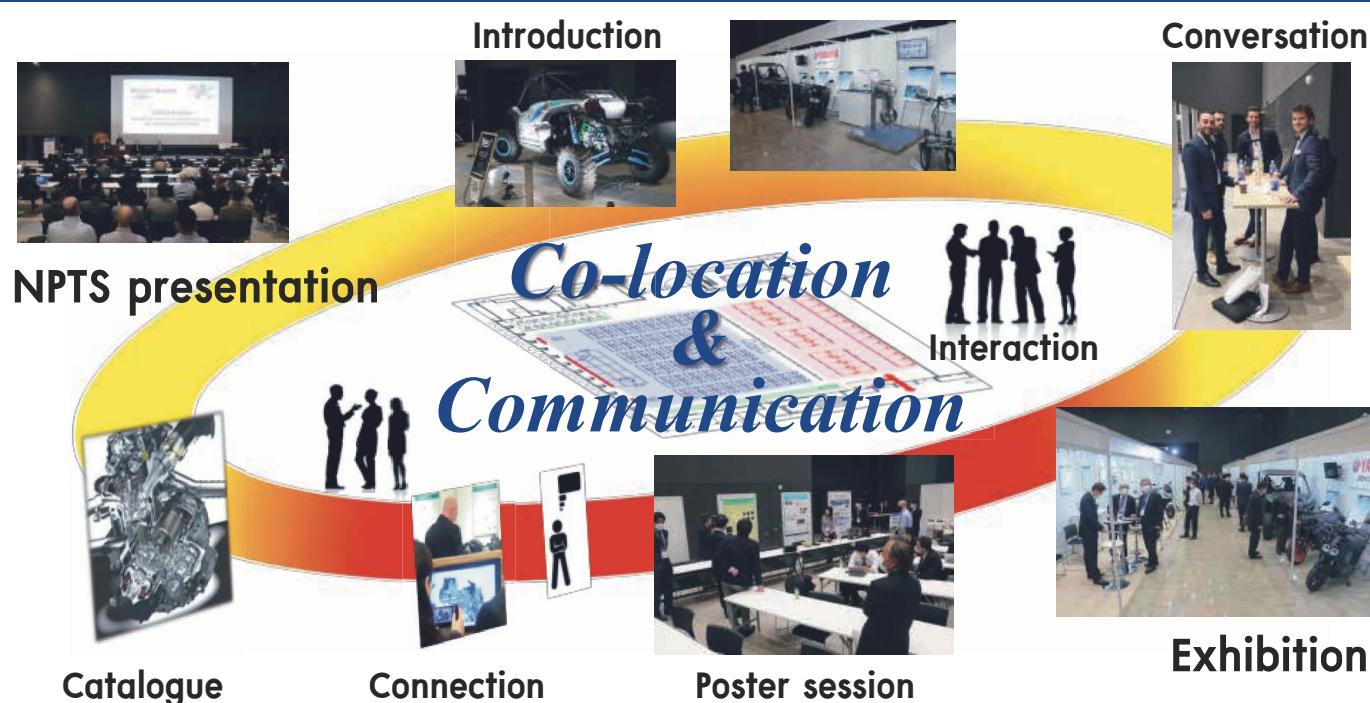 Introduction
Conversation
NPTS presentation
Co-location
&
Communication
Interaction
Exhibition
Catalogue
Connection
Poster session